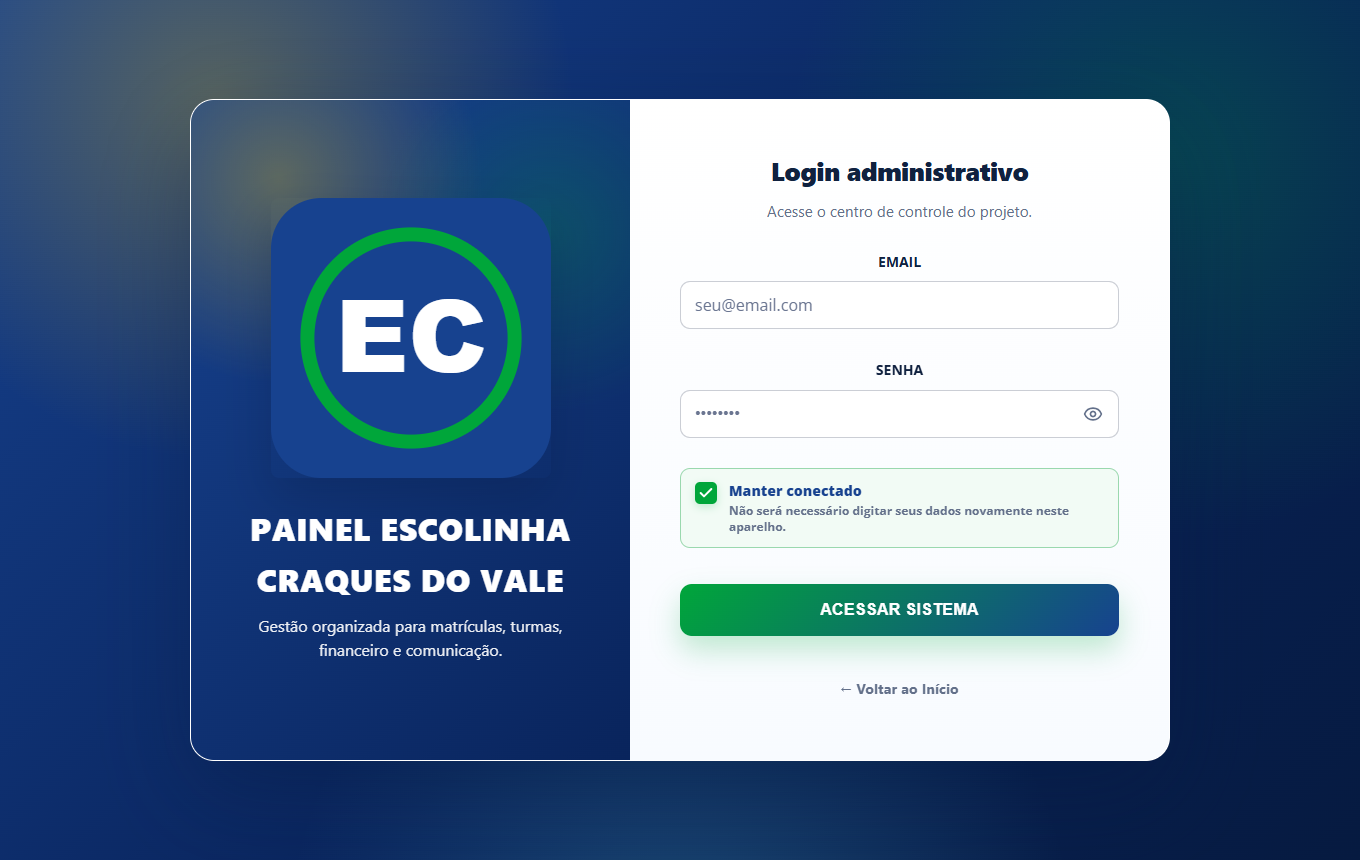 EC
PAINEL ESCOLINHA
CRAQUES DO VALE
Gestão organizada para matrículas, turmas,
financeiro e comunicação.
Login administrativo
Acesse o centro de controle do projeto.
EMAIL
seu@email.com
SENHA
••••••••
Manter conectado
Não será necessário digitar seus dados novamente neste
aparelho.
ACESSAR SISTEMA
← Voltar ao Início